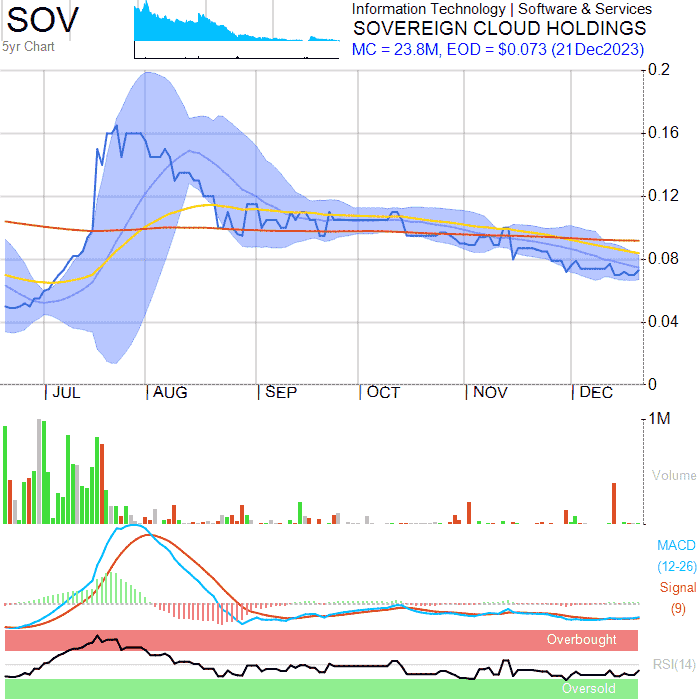 SOV
5yr Chart
Information Technology | Software & Services
SOVEREIGN CLOUD HOLDINGS
MC = 23.8M, EOD = $0.073 (21Dec2023)
0.2
0.16
0.12
0.08
0.04
0
JUL AUG SEP OCT NOV DEC
1M
Volume
MACD
(12-26)
Signal
(9)
Overbought
RSI(14)
Oversold